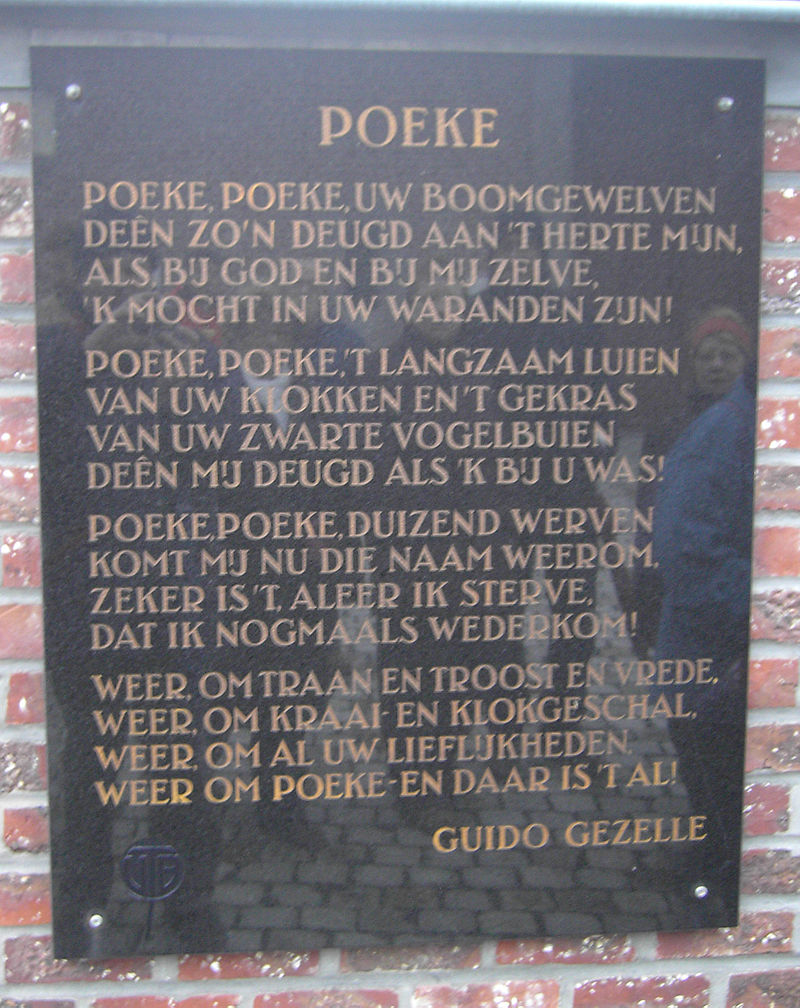 POEKE
POEKE, POEKE, UW BOOMGEWELVEN
DEÊN ZO'N DEUGD AAN 'T HERTE MIJN,
ALS, BIJ GOD EN BIJ MIJ ZELVE,
'K MOCHT IN UW WARANDEN ZIJN!
POEKE, POEKE, 'T LANGZAAM LUIEN
VAN UW KLOKKEN EN 'T GEKRAS
VAN UW ZWARTE VOGELBUIEN
DEÊN MIJ DEUGD ALS 'K BIJ U WAS!
POEKE, POEKE, DUIZEND WERVEN
KOMT MIJ NU DIE NAAM WEEROM,
ZEKER IS 'T, ALEER IK STERVE,
DAT IK NOGMAALS WEDERKOM!
WEER, OM TRAAN EN TROOST EN VREDE,
WEER, OM KRAAI- EN KLOKGESCHAL,
WEER, OM AL UW LIEFLIJKHEDEN,
WEER OM POEKE - EN DAAR IS 'T AL!
GUIDO GEZELLE